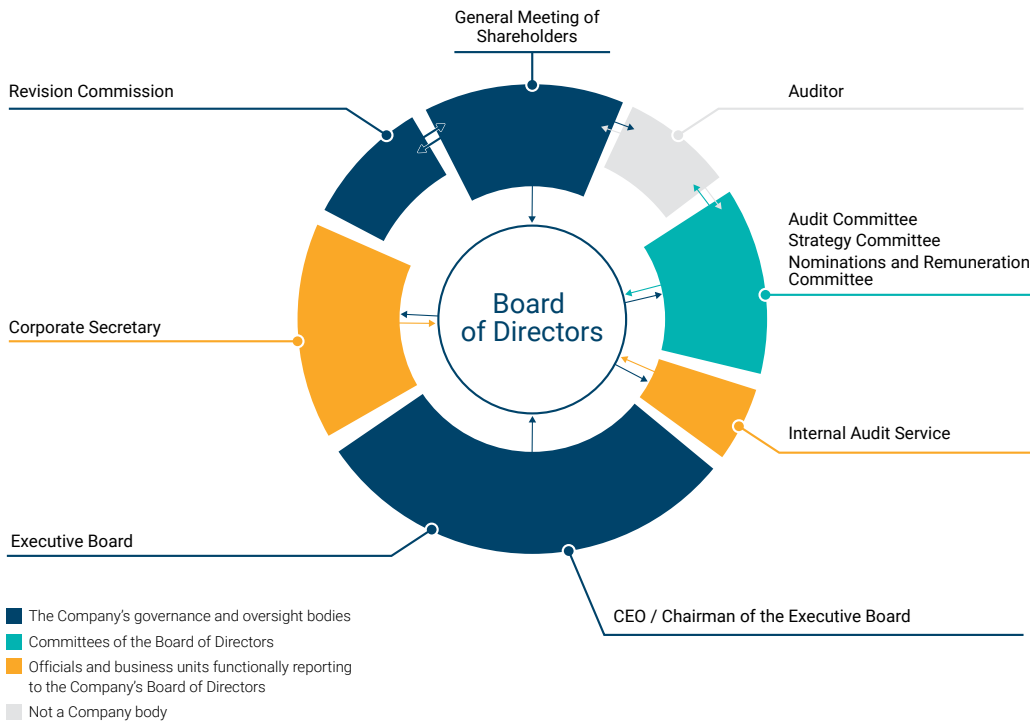 General Meeting of
Shareholders
Revision Commission
Auditor
Audit Committee
Strategy Committee
Nominations and Remuneration
Committee
Board
of Directors
Corporate Secretary
Internal Audit Service
Executive Board
CEO / Chairman of the Executive Board
The Company's governance and oversight bodies
Committees of the Board of Directors
Officials and business units functionally reporting
to the Company's Board of Directors
Not a Company body